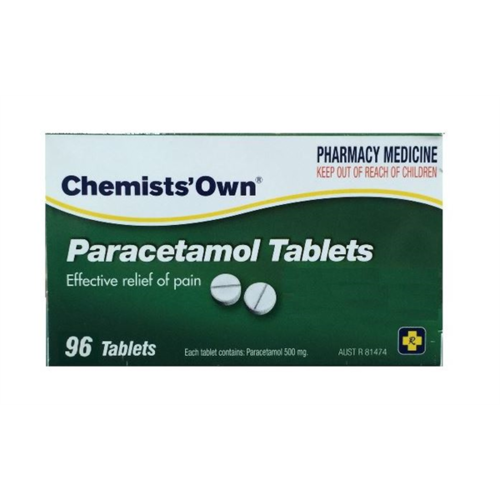 PHARMACY MEDICINE
KEEP OUT OF REACH OF CHILDREN
Chemists' Own®
Paracetamol Tablets
Effective relief of pain
96 Tablets
Each tablet contains: Paracetamol 500 mg.
AUST R 81474
R